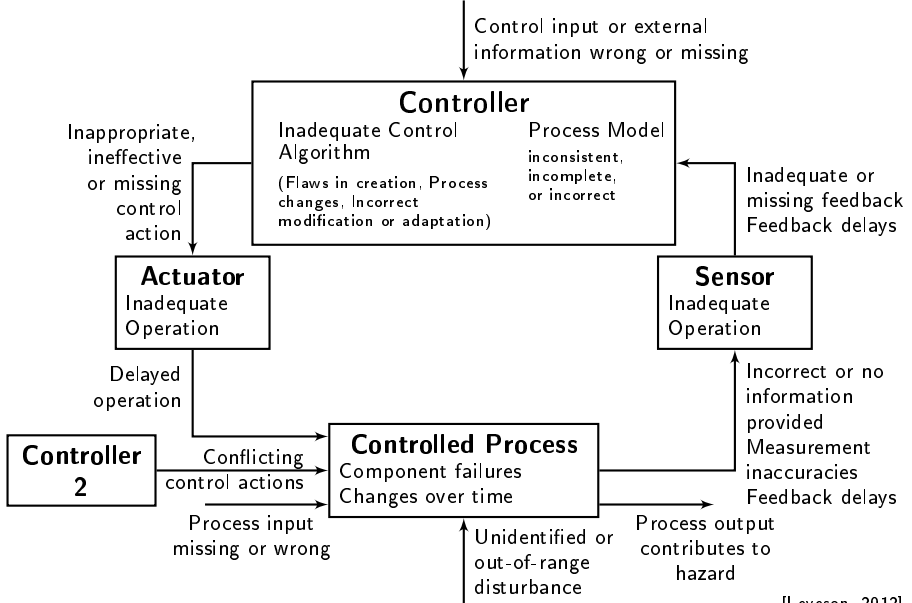 Control input or external
information wrong or missing
Controller
Inadequate Control
Algorithm
(Flaws in creation, Process
changes, Incorrect
modification or adaptation)
Process Model
inconsistent,
incomplete,
or incorrect
Inappropriate,
ineffective
or missing
control
action
Inadequate or
missing feedback
Feedback delays
Actuator
Inadequate
Operation
Sensor
Inadequate
Operation
Delayed
operation
Incorrect or no
information
provided
Measurement
inaccuracies
Feedback delays
Controller
2
Conflicting
control actions
Controlled Process
Component failures
Changes over time
Process input
missing or wrong
Unidentified or
out-of-range
disturbance
Process output
contributes to
hazard
[Leveson, 2012]